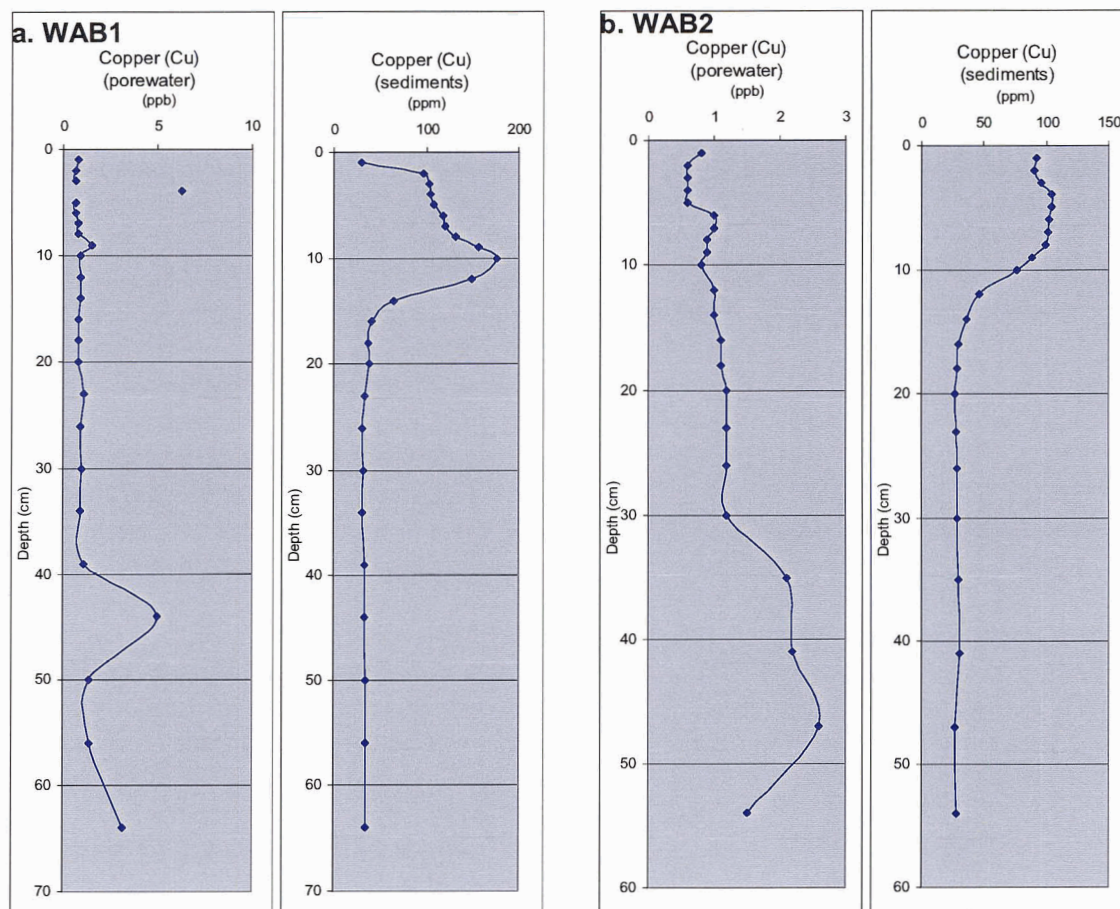 a. WAB1
Copper (Cu)
(porewater)
(ppb)
0 5 10
0
10
20
30
40
50
60
70
Depth (cm)
Copper (Cu)
(sediments)
(ppm)
0 100 200
0
10
20
30
40
50
60
70
Depth (cm)
b. WAB2
Copper (Cu)
(porewater)
(ppb)
0 1 2 3
0
10
20
30
40
50
60
Depth (cm)
Copper (Cu)
(sediments)
(ppm)
0 50 100 150
0
10
20
30
40
50
60
Depth (cm)